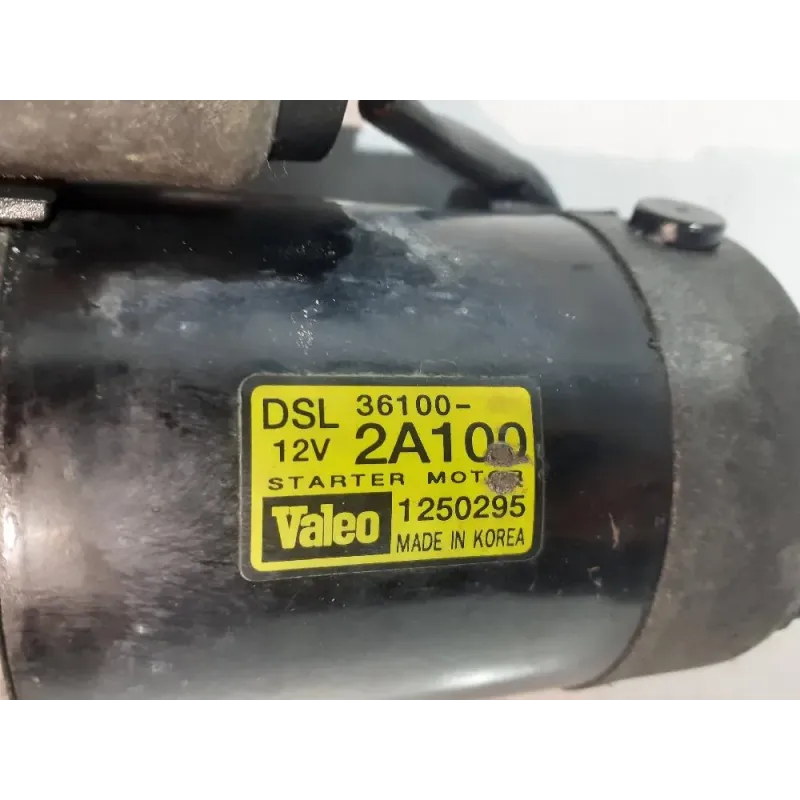 DSL 36100-
12V 2A100
STARTER MOTOR
Valeo 1250295
MADE IN KOREA